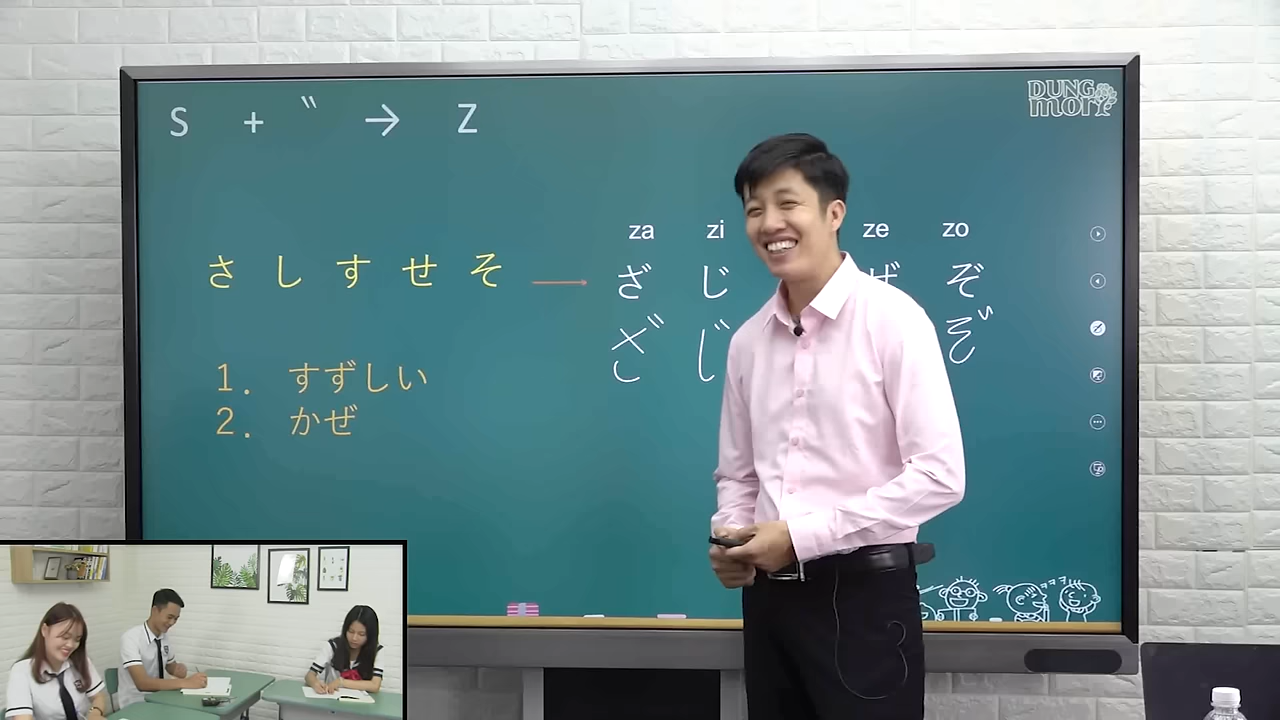 S + ゛ → Z
DUNG
mori
za zi ze zo
さ し す せ そ → ざ じ ぜ ぞ
ざ じ ぞ
1. すずしい
2. かぜ